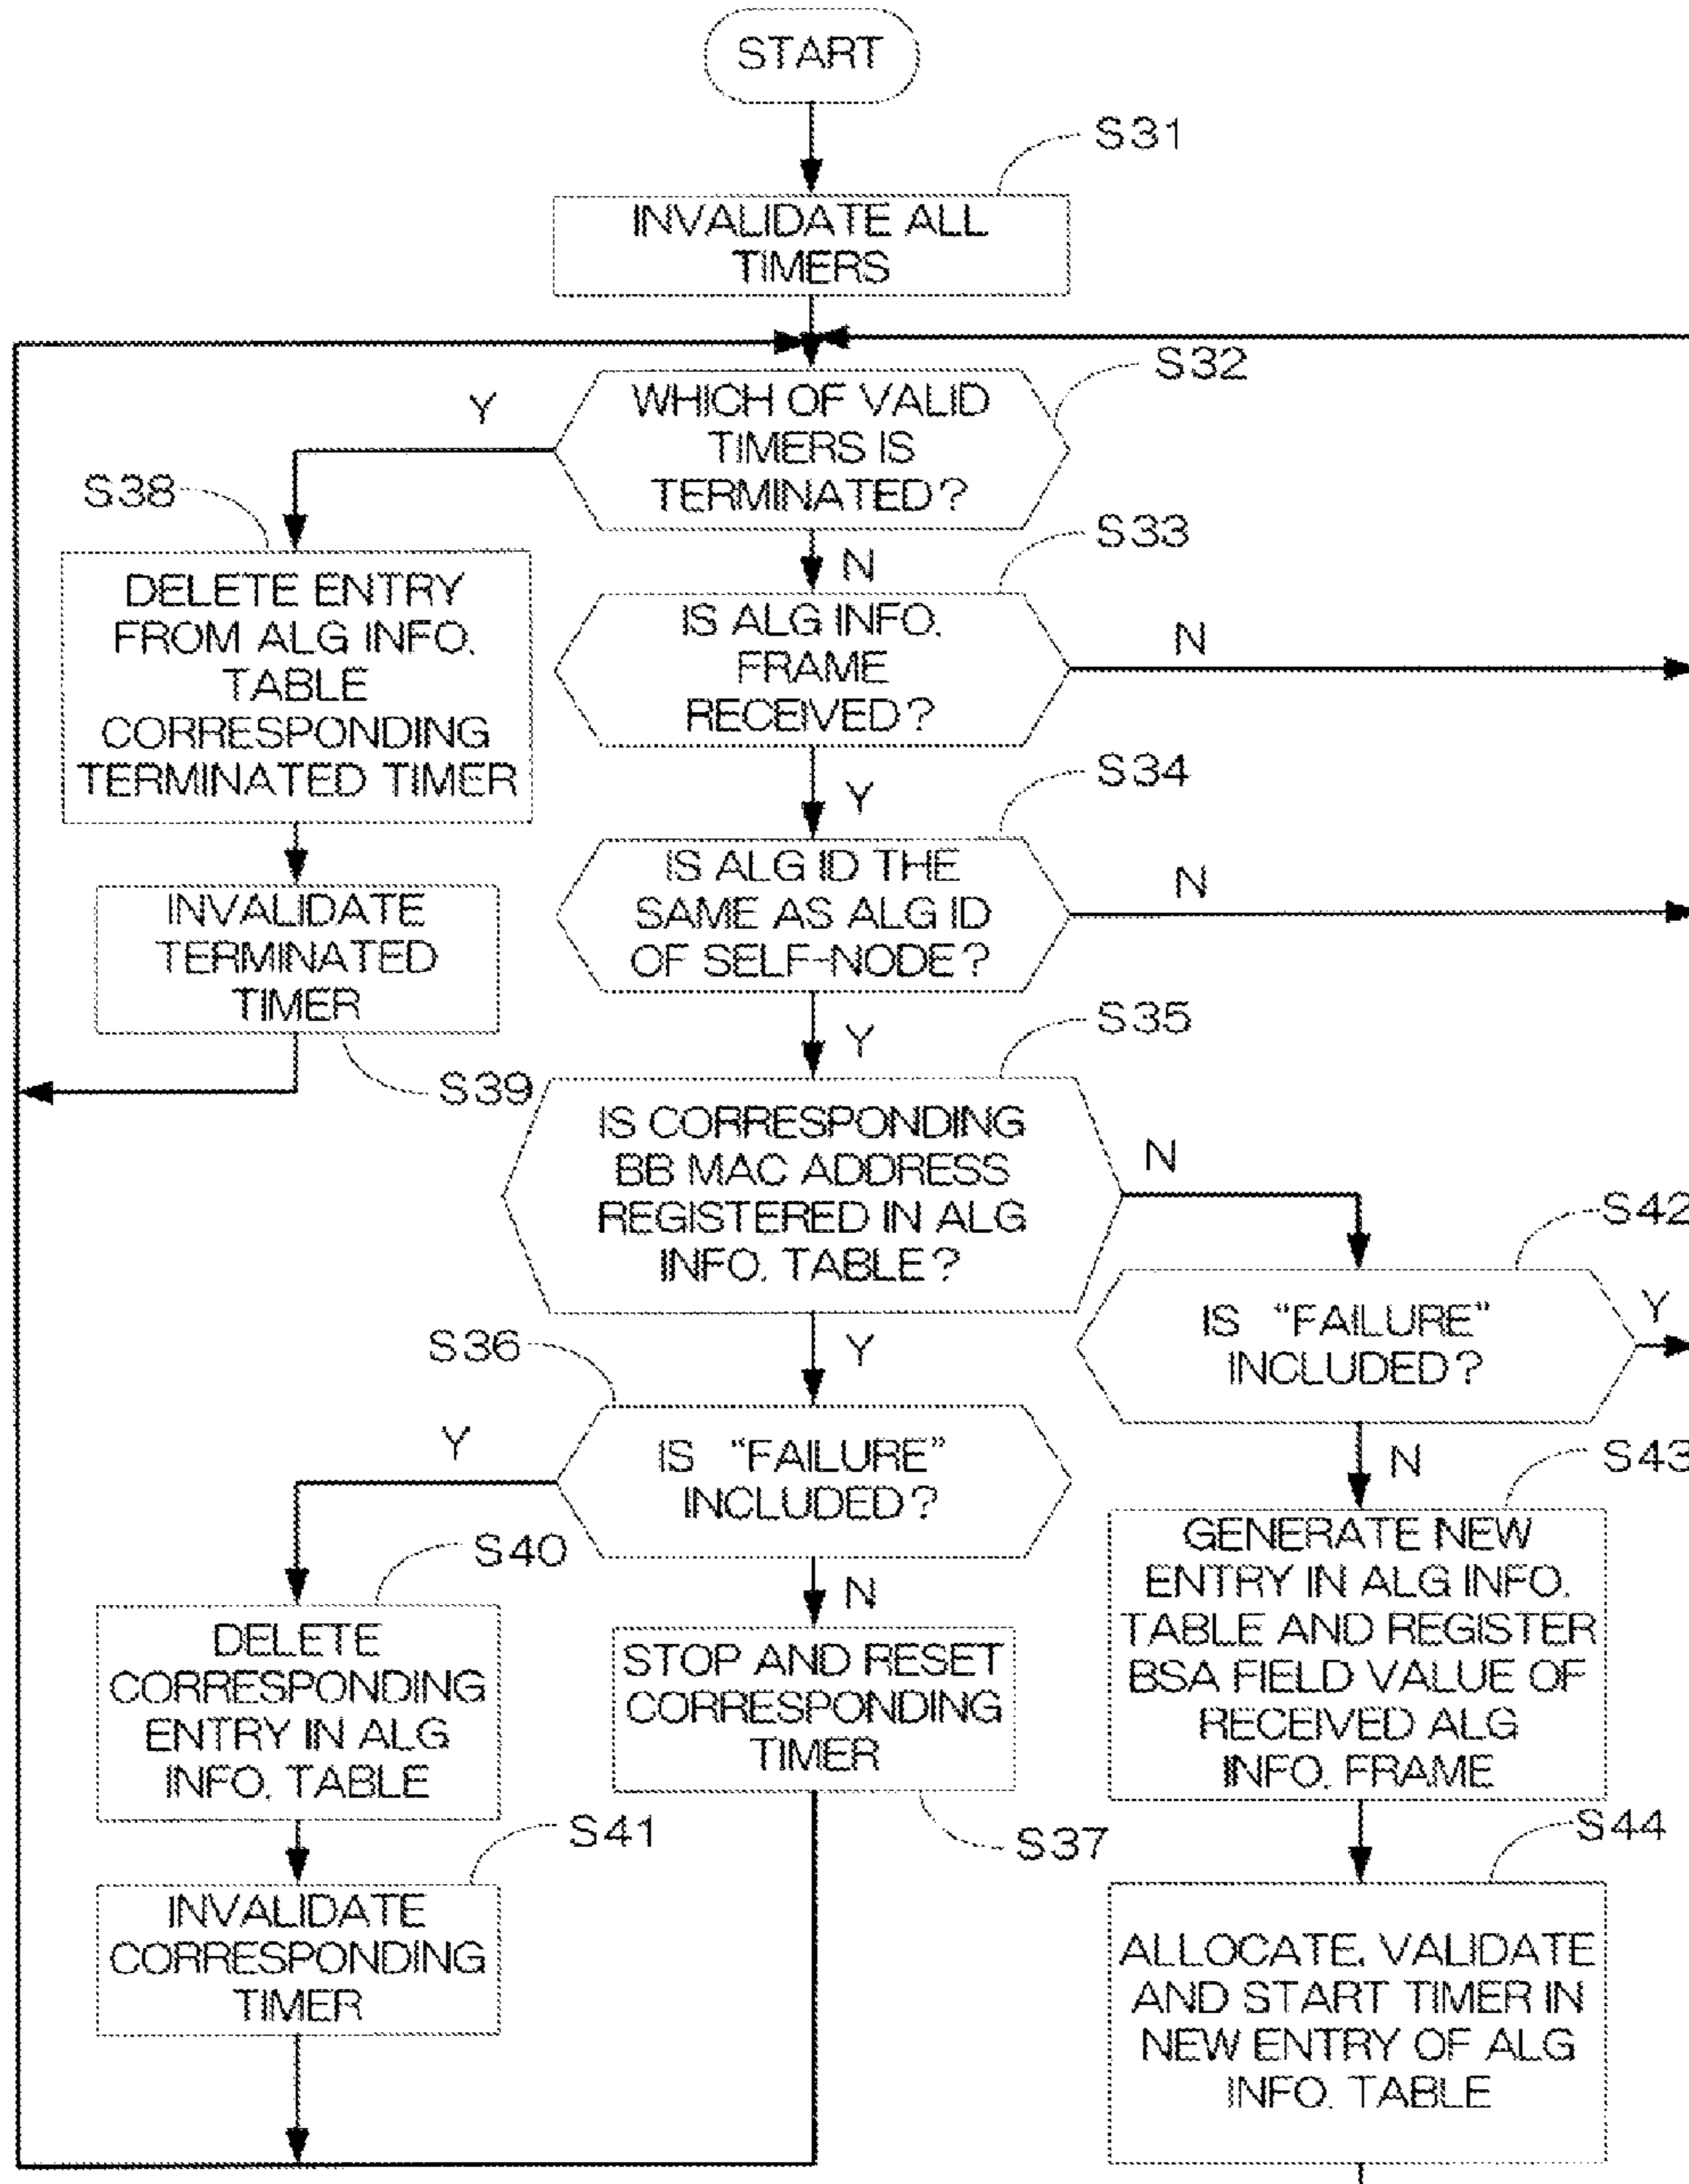 START
S31
INVALIDATE ALL
TIMERS
S32
WHICH OF VALID
TIMERS IS
TERMINATED?
Y
N
S38
DELETE ENTRY
FROM ALG INFO.
TABLE
CORRESPONDING
TERMINATED TIMER
S33
IS ALG INFO.
FRAME
RECEIVED?
N
Y
S34
IS ALG ID THE
SAME AS ALG ID
OF SELF-NODE?
N
Y
INVALIDATE
TERMINATED
TIMER
S39
S35
IS CORRESPONDING
BB MAC ADDRESS
REGISTERED IN ALG
INFO. TABLE?
N
Y
S42
IS "FAILURE"
INCLUDED?
Y
N
S36
IS "FAILURE"
INCLUDED?
Y
N
S40
DELETE
CORRESPONDING
ENTRY IN ALG
INFO. TABLE
STOP AND RESET
CORRESPONDING
TIMER
S37
S43
GENERATE NEW
ENTRY IN ALG INFO.
TABLE AND REGISTER
BSA FIELD VALUE OF
RECEIVED ALG
INFO. FRAME
S41
INVALIDATE
CORRESPONDING
TIMER
S44
ALLOCATE, VALIDATE
AND START TIMER IN
NEW ENTRY OF ALG
INFO. TABLE